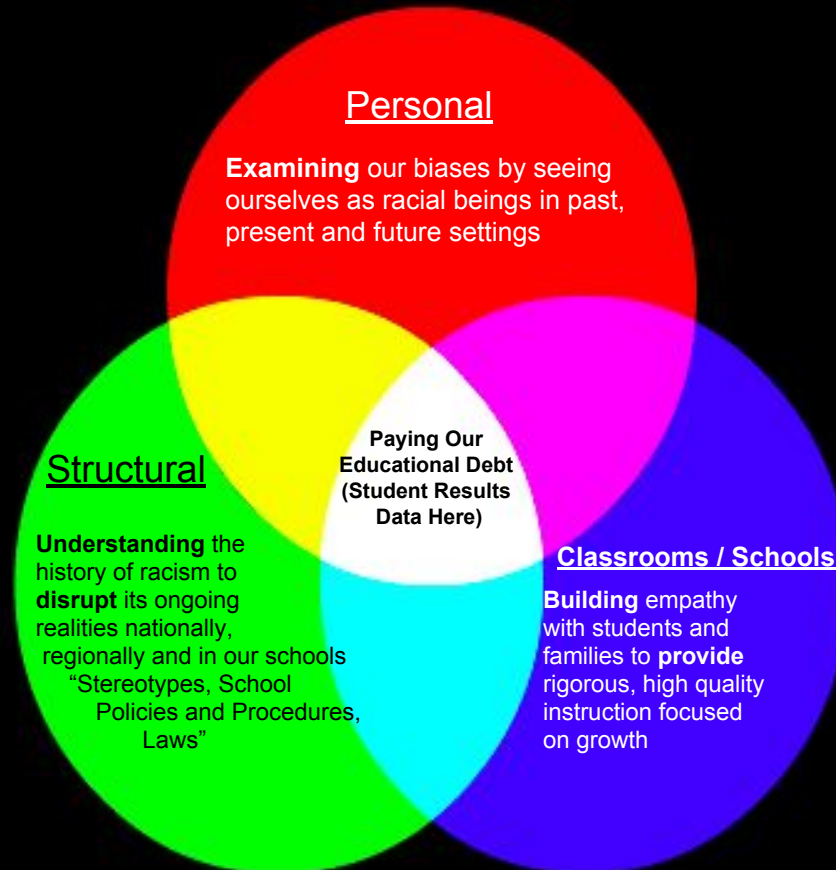 Personal
Examining our biases by seeing
ourselves as racial beings in past,
present and future settings
Paying Our
Educational Debt
(Student Results
Data Here)
Structural
Understanding the
history of racism to
disrupt its ongoing
realities nationally,
regionally and in our schools
“Stereotypes, School
Policies and Procedures,
Laws”
Classrooms / Schools
Building empathy
with students and
families to provide
rigorous, high quality
instruction focused
on growth